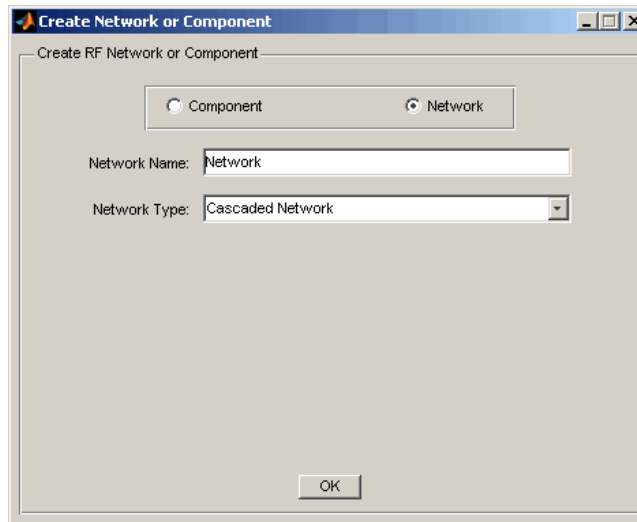 Create Network or Component
Create RF Network or Component
Component Network
Network Name: Network
Network Type: Cascaded Network
OK